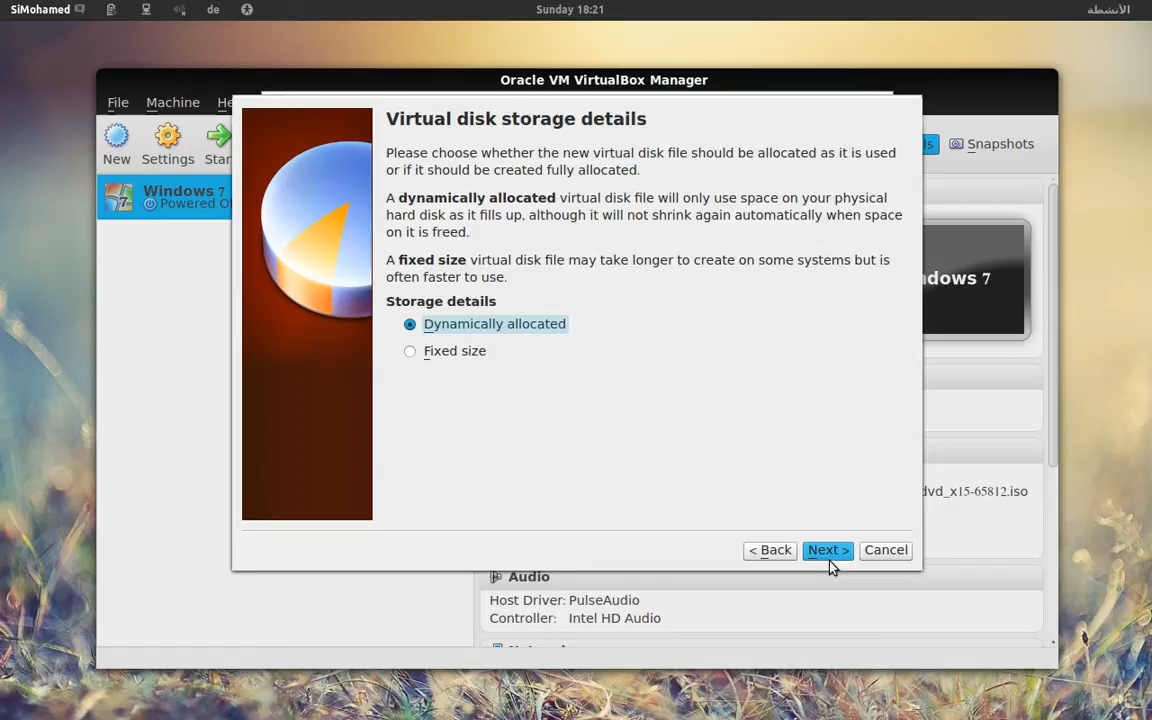 SiMohamed
de
Sunday 18:21
الأنشطة
Oracle VM VirtualBox Manager
File
Machine
He
New
Settings
Star
Snapshots
Windows 7
Powered O
Virtual disk storage details
Please choose whether the new virtual disk file should be allocated as it is used
or if it should be created fully allocated.
A dynamically allocated virtual disk file will only use space on your physical
hard disk as it fills up, although it will not shrink again automatically when space
on it is freed.
A fixed size virtual disk file may take longer to create on some systems but is
often faster to use.
Storage details
Dynamically allocated
Fixed size
< Back
Next >
Cancel
ndows 7
dvd_x15-65812.iso
Audio
Host Driver: PulseAudio
Controller: Intel HD Audio